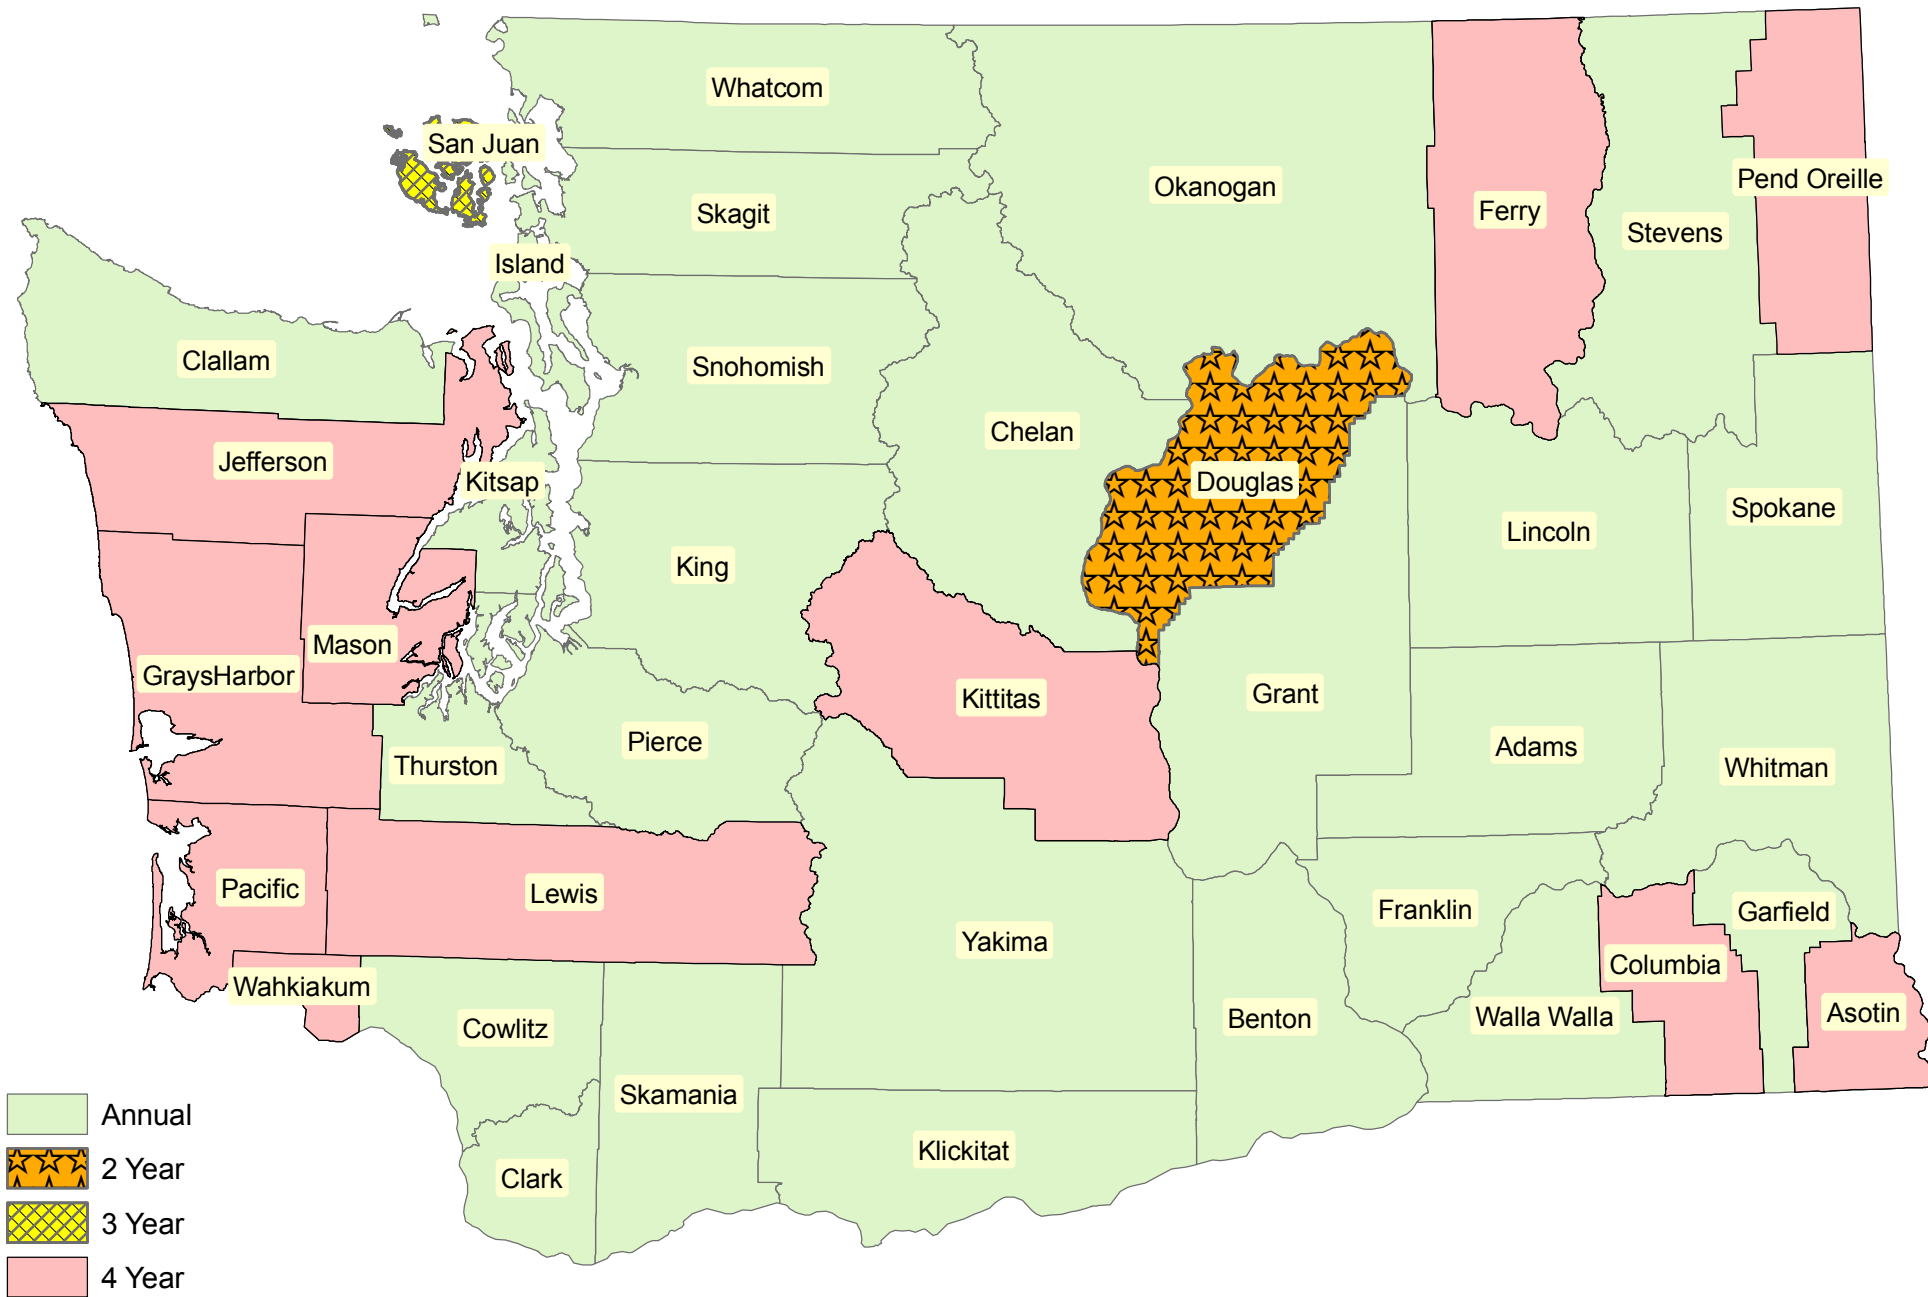 Whatcom
San Juan
Okanogan
Pend Oreille
Ferry
Skagit
Stevens
Island
Clallam
Snohomish
Chelan
Jefferson
Kitsap
Douglas
Spokane
Lincoln
King
Mason
GraysHarbor
Kittitas
Grant
Pierce
Adams
Thurston
Whitman
Pacific
Lewis
Franklin
Garfield
Yakima
Columbia
Wahkiakum
Asotin
Walla Walla
Benton
Cowlitz
Skamania
Annual
Klickitat
2 Year
Clark
3 Year
4 Year